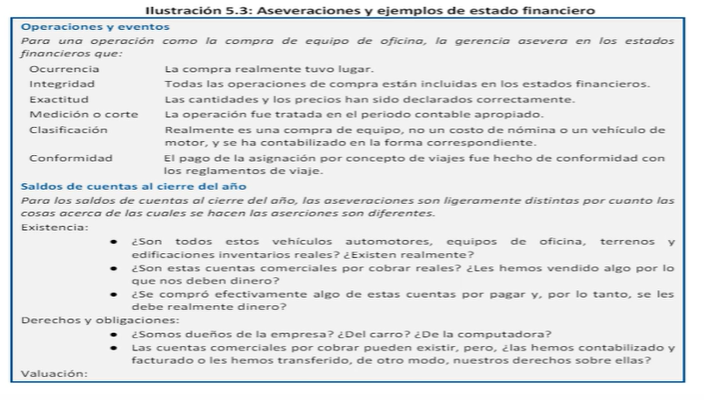 Ilustración 5.3: Aseveraciones y ejemplos de estado financiero
Operaciones y eventos
Para una operación como la compra de equipo de oficina, la gerencia asevera en los estados
financieros que:
Ocurrencia La compra realmente tuvo lugar.
Integridad Todas las operaciones de compra están incluidas en los estados financieros.
Exactitud Las cantidades y los precios han sido declarados correctamente.
Medición o corte La operación fue tratada en el periodo contable apropiado.
Clasificación Realmente es una compra de equipo, no un costo de nómina o un vehículo de
motor, y se ha contabilizado en la forma correspondiente.
Conformidad El pago de la asignación por concepto de viajes fue hecho de conformidad con
los reglamentos de viaje.
Saldos de cuentas al cierre del año
Para los saldos de cuentas al cierre del año, las aseveraciones son ligeramente distintas por cuanto las
cosas acerca de las cuales se hacen las aserciones son diferentes.
Existencia:
• ¿Son todos estos vehículos automotores, equipos de oficina, terrenos y
edificaciones inventarios reales? ¿Existen realmente?
• ¿Son estas cuentas comerciales por cobrar reales? ¿Les hemos vendido algo por lo
que nos deben dinero?
• ¿Se compró efectivamente algo de estas cuentas por pagar y, por lo tanto, se les
debe realmente dinero?
Derechos y obligaciones:
• ¿Somos dueños de la empresa? ¿Del carro? ¿De la computadora?
• Las cuentas comerciales por cobrar pueden existir, pero, ¿las hemos contabilizado y
facturado o les hemos transferido, de otro modo, nuestros derechos sobre ellas?
Valuación: